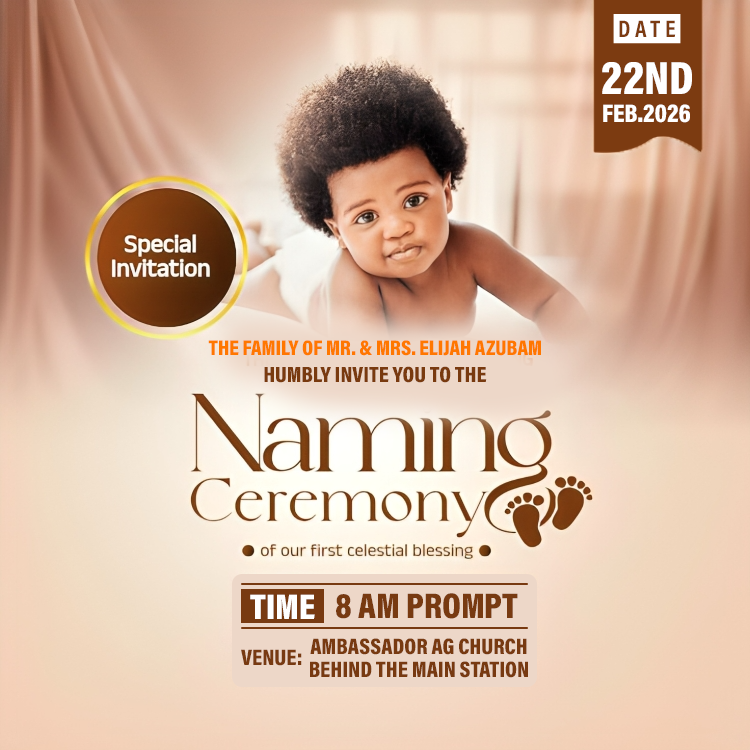 DATE
22ND
FEB.2026
Special
Invitation
THE FAMILY OF MR. & MRS. ELIJAH AZUBAM
HUMBLY INVITE YOU TO THE
Naming
Ceremony
● of our first celestial blessing ●
TIME 8 AM PROMPT
VENUE: AMBASSADOR AG CHURCH
BEHIND THE MAIN STATION